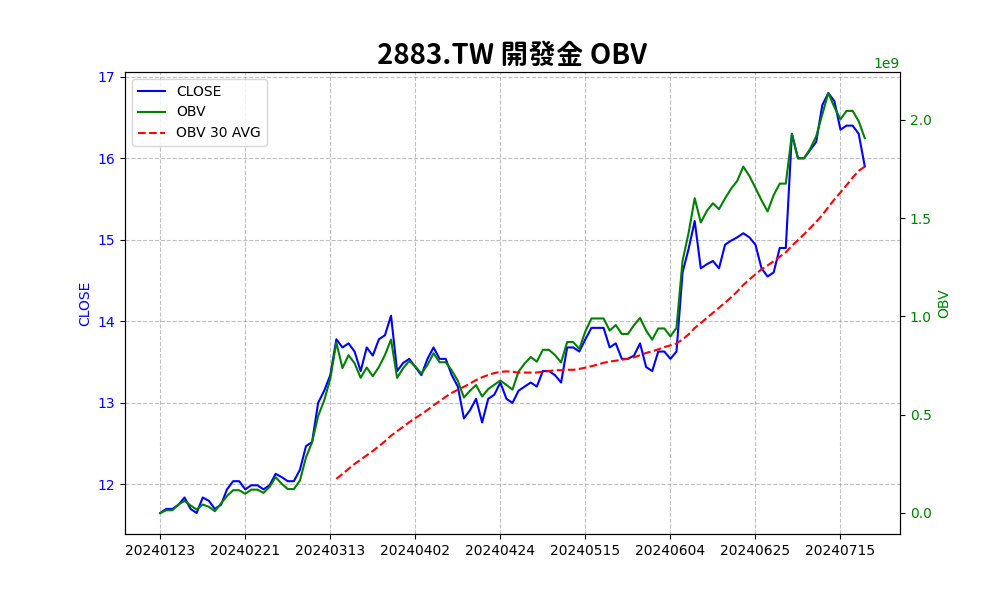 2883.TW 開發金 OBV
1e9
CLOSE
OBV
OBV 30 AVG
17
16
15
14
13
12
CLOSE
2.0
1.5
1.0
0.5
0.0
OBV
20240123
20240221
20240313
20240402
20240424
20240515
20240604
20240625
20240715